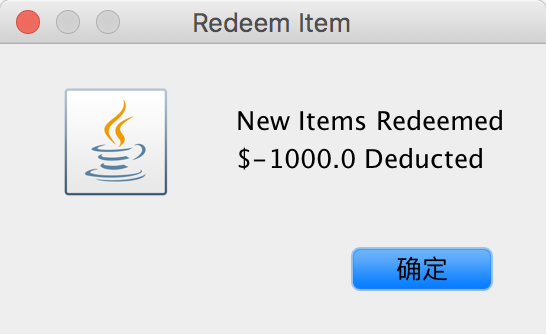 Redeem Item
New Items Redeemed
$-1000.0 Deducted
确定